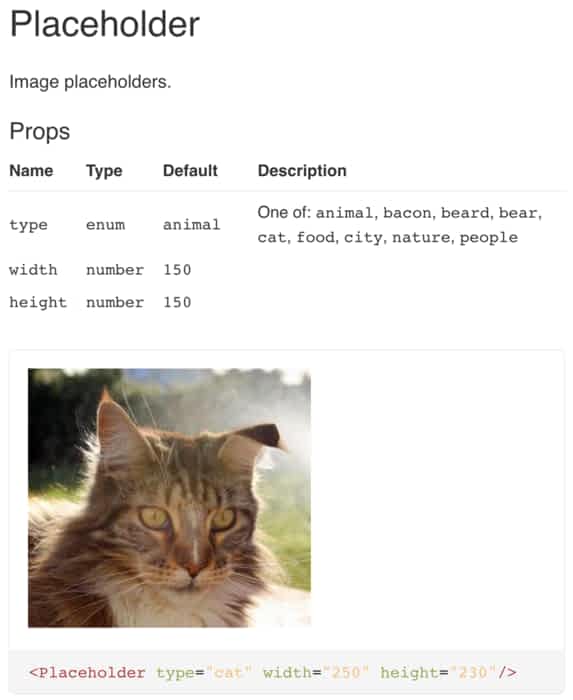 Placeholder
Image placeholders.
Props
Name Type Default Description
type enum animal One of: animal, bacon, beard, bear,
cat, food, city, nature, people
width number 150
height number 150
<Placeholder type="cat" width="250" height="230"/>